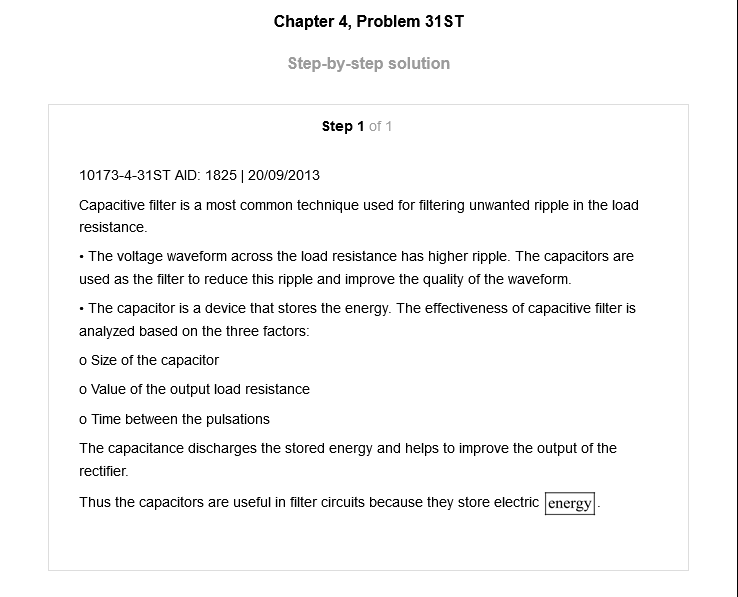 Chapter 4, Problem 31ST
Step-by-step solution
Step 1 of 1
10173-4-31ST AID: 1825 | 20/09/2013
Capacitive filter is a most common technique used for filtering unwanted ripple in the load
resistance.
• The voltage waveform across the load resistance has higher ripple. The capacitors are
used as the filter to reduce this ripple and improve the quality of the waveform.
• The capacitor is a device that stores the energy. The effectiveness of capacitive filter is
analyzed based on the three factors:
o Size of the capacitor
o Value of the output load resistance
o Time between the pulsations
The capacitance discharges the stored energy and helps to improve the output of the
rectifier.
Thus the capacitors are useful in filter circuits because they store electric energy.